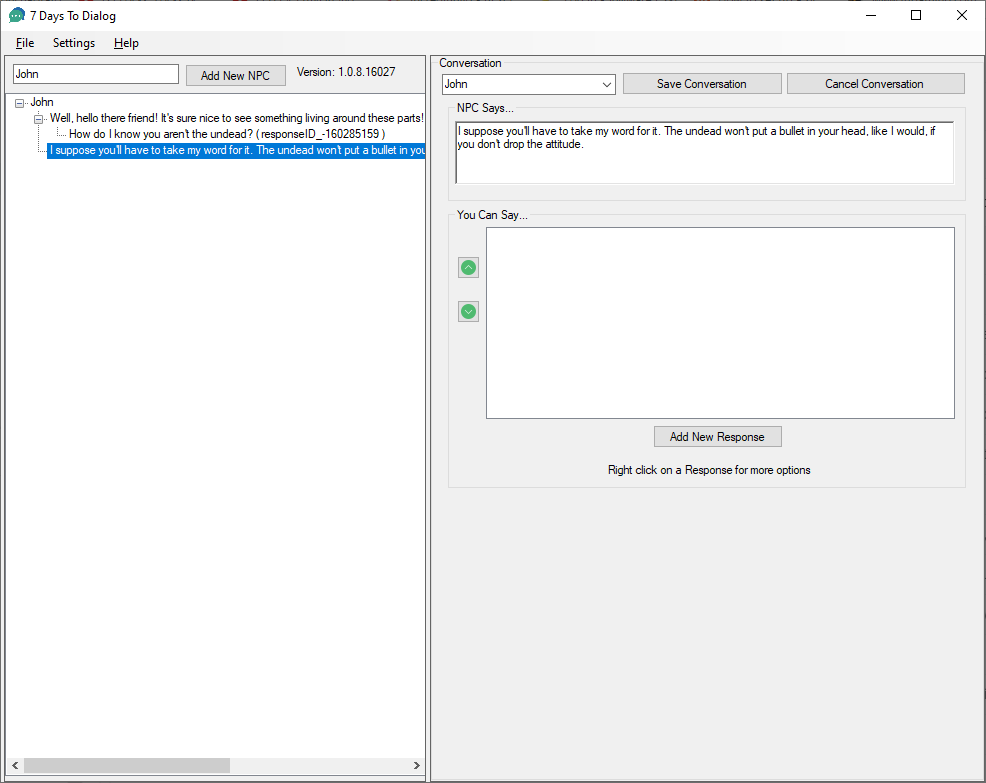 7 Days To Dialog
File Settings Help
John
Add New NPC
Version: 1.0.8.16027
John
Well, hello there friend! It's sure nice to see something living around these parts!
How do I know you aren't the undead? ( responseID_-160285159 )
I suppose you'll have to take my word for it. The undead won't put a bullet in you
Conversation
John
Save Conversation
Cancel Conversation
NPC Says...
I suppose you'll have to take my word for it. The undead won't put a bullet in your head, like I would, if
you don't drop the attitude.
You Can Say...
Add New Response
Right click on a Response for more options